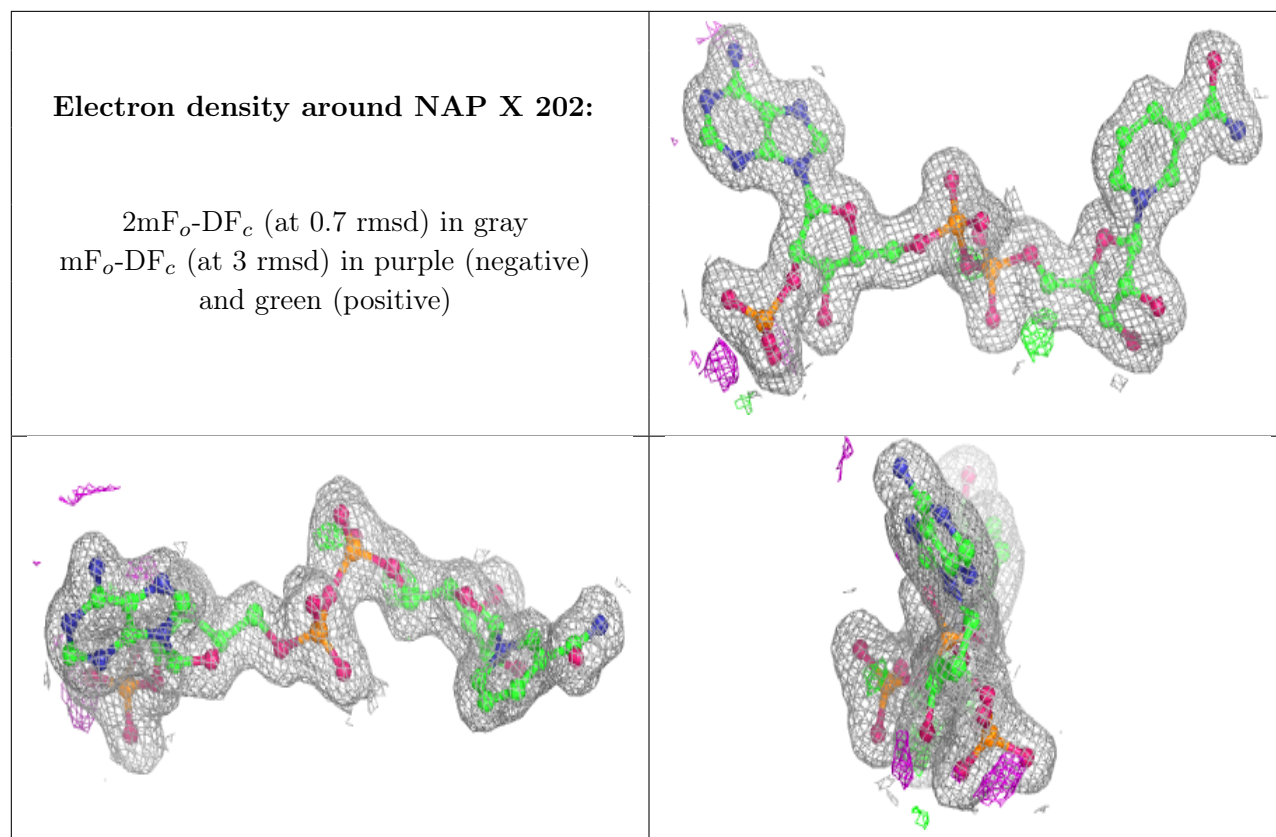 Electron density around NAP X 202:
2mFo-DFc (at 0.7 rmsd) in gray
mFo-DFc (at 3 rmsd) in purple (negative)
and green (positive)